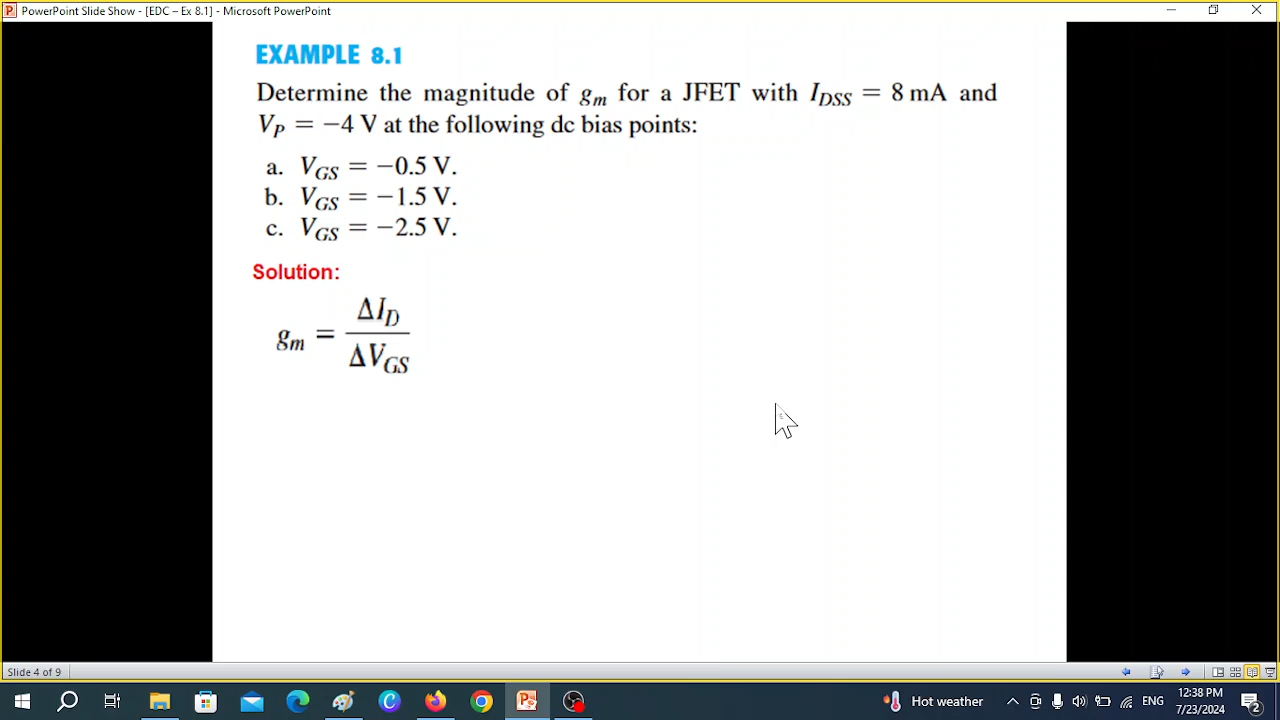 PowerPoint Slide Show - [EDC – Ex 8.1] - Microsoft PowerPoint
EXAMPLE 8.1
Determine the magnitude of gm for a JFET with IDSS = 8 mA and
VP = −4 V at the following dc bias points:
a. VGS = −0.5 V.
b. VGS = −1.5 V.
c. VGS = −2.5 V.
Solution:
gm = ΔID / ΔVGS
Slide 4 of 9
Hot weather
ENG
12:38 PM
7/23/2024
2